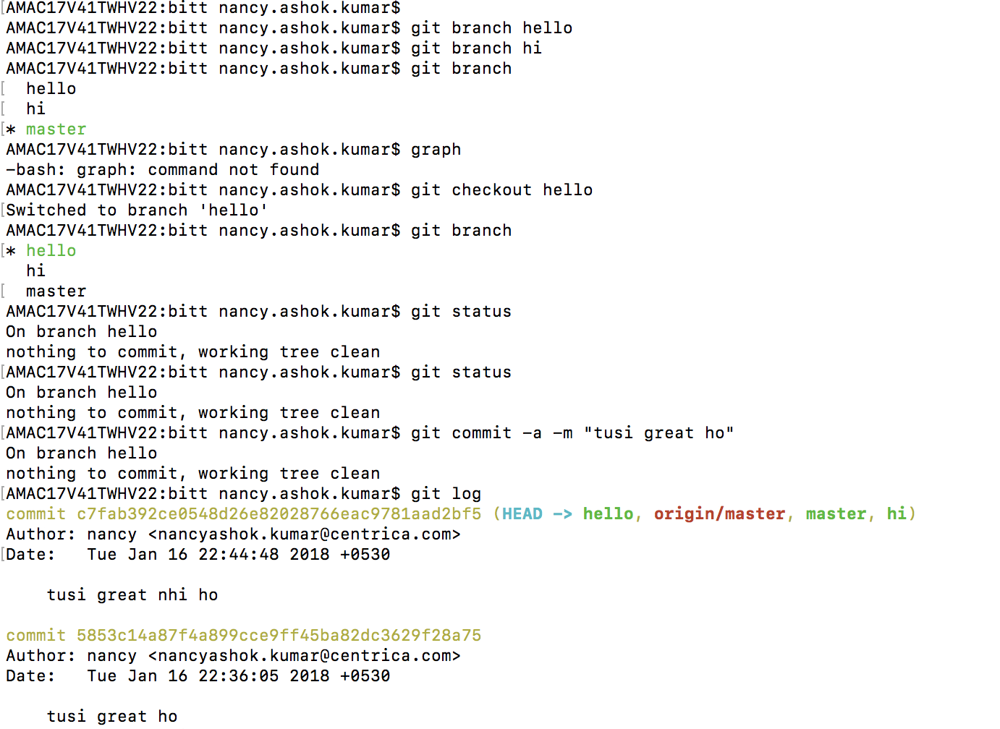 [AMAC17V41TWHV22:bitt nancy.ashok.kumar$
AMAC17V41TWHV22:bitt nancy.ashok.kumar$ git branch hello
AMAC17V41TWHV22:bitt nancy.ashok.kumar$ git branch hi
AMAC17V41TWHV22:bitt nancy.ashok.kumar$ git branch
[ hello
[ hi
[* master
AMAC17V41TWHV22:bitt nancy.ashok.kumar$ graph
-bash: graph: command not found
AMAC17V41TWHV22:bitt nancy.ashok.kumar$ git checkout hello
[Switched to branch 'hello'
AMAC17V41TWHV22:bitt nancy.ashok.kumar$ git branch
[* hello
hi
[ master
AMAC17V41TWHV22:bitt nancy.ashok.kumar$ git status
On branch hello
nothing to commit, working tree clean
[AMAC17V41TWHV22:bitt nancy.ashok.kumar$ git status
On branch hello
nothing to commit, working tree clean
[AMAC17V41TWHV22:bitt nancy.ashok.kumar$ git commit -a -m "tusi great ho"
On branch hello
nothing to commit, working tree clean
[AMAC17V41TWHV22:bitt nancy.ashok.kumar$ git log
commit c7fab392ce0548d26e82028766eac9781aad2bf5 (HEAD -> hello, origin/master, master, hi)
Author: nancy <nancyashok.kumar@centrica.com>
[Date:   Tue Jan 16 22:44:48 2018 +0530
tusi great nhi ho
commit 5853c14a87f4a899cce9ff45ba82dc3629f28a75
Author: nancy <nancyashok.kumar@centrica.com>
Date:   Tue Jan 16 22:36:05 2018 +0530
tusi great ho